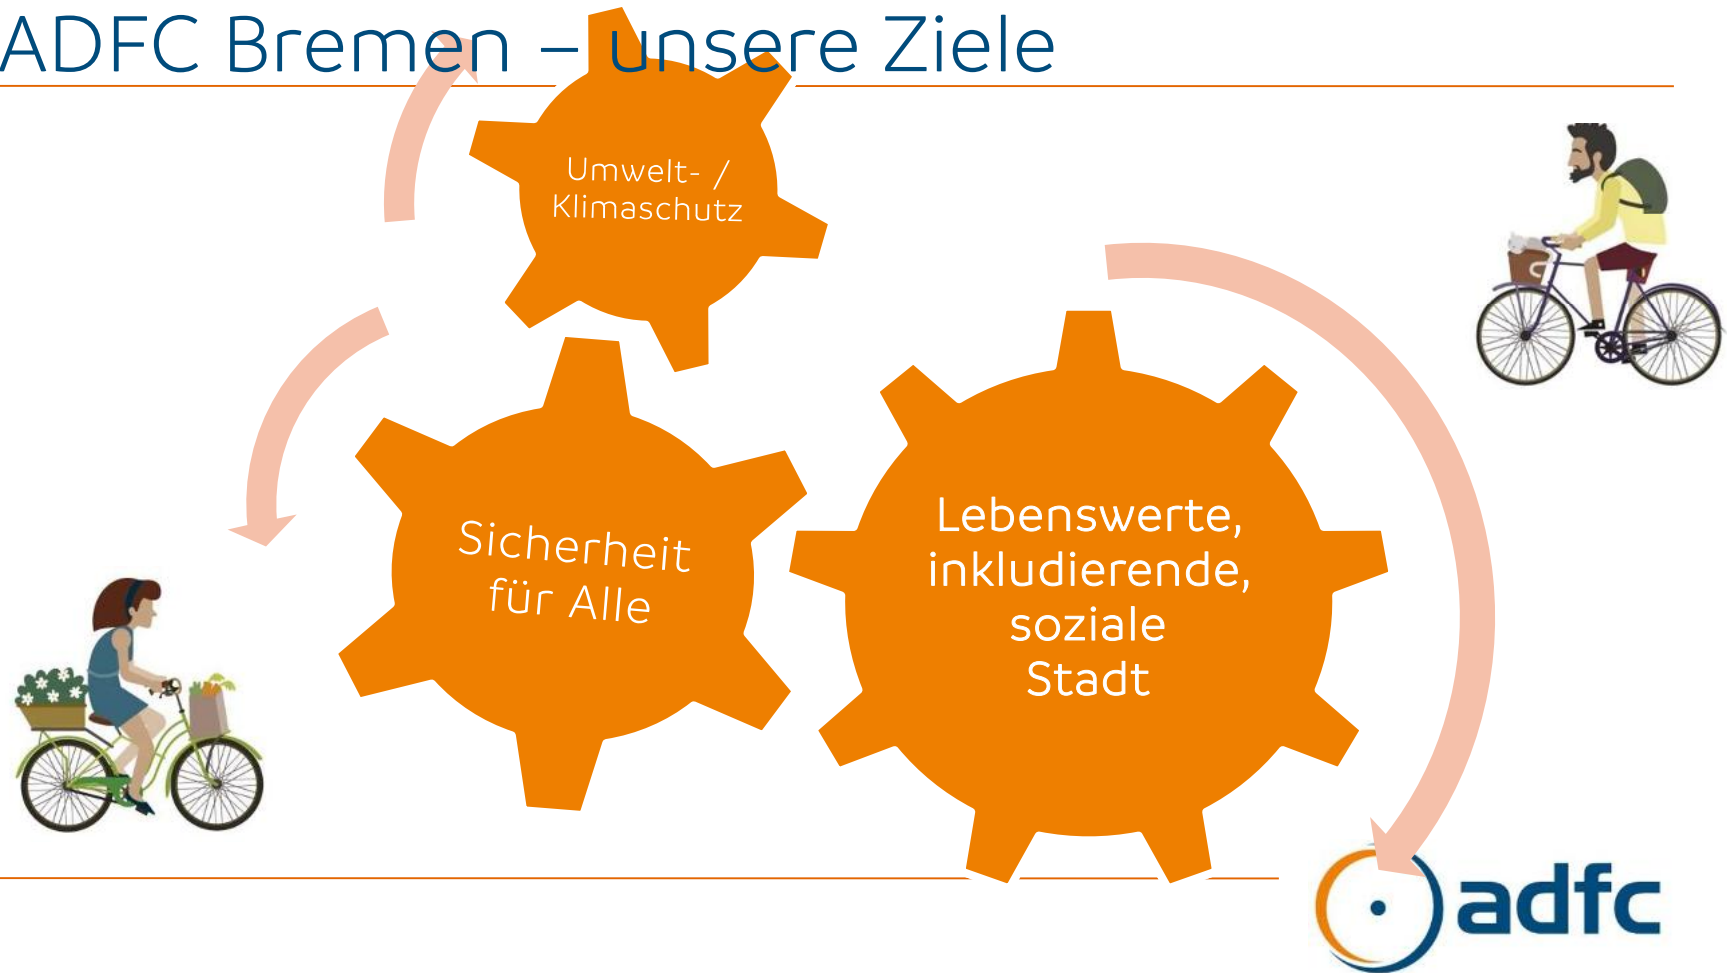 ADFC Bremen – unsere Ziele
Umwelt- /
Klimaschutz
Sicherheit
für Alle
Lebenswerte,
inkludierende,
soziale
Stadt
adfc